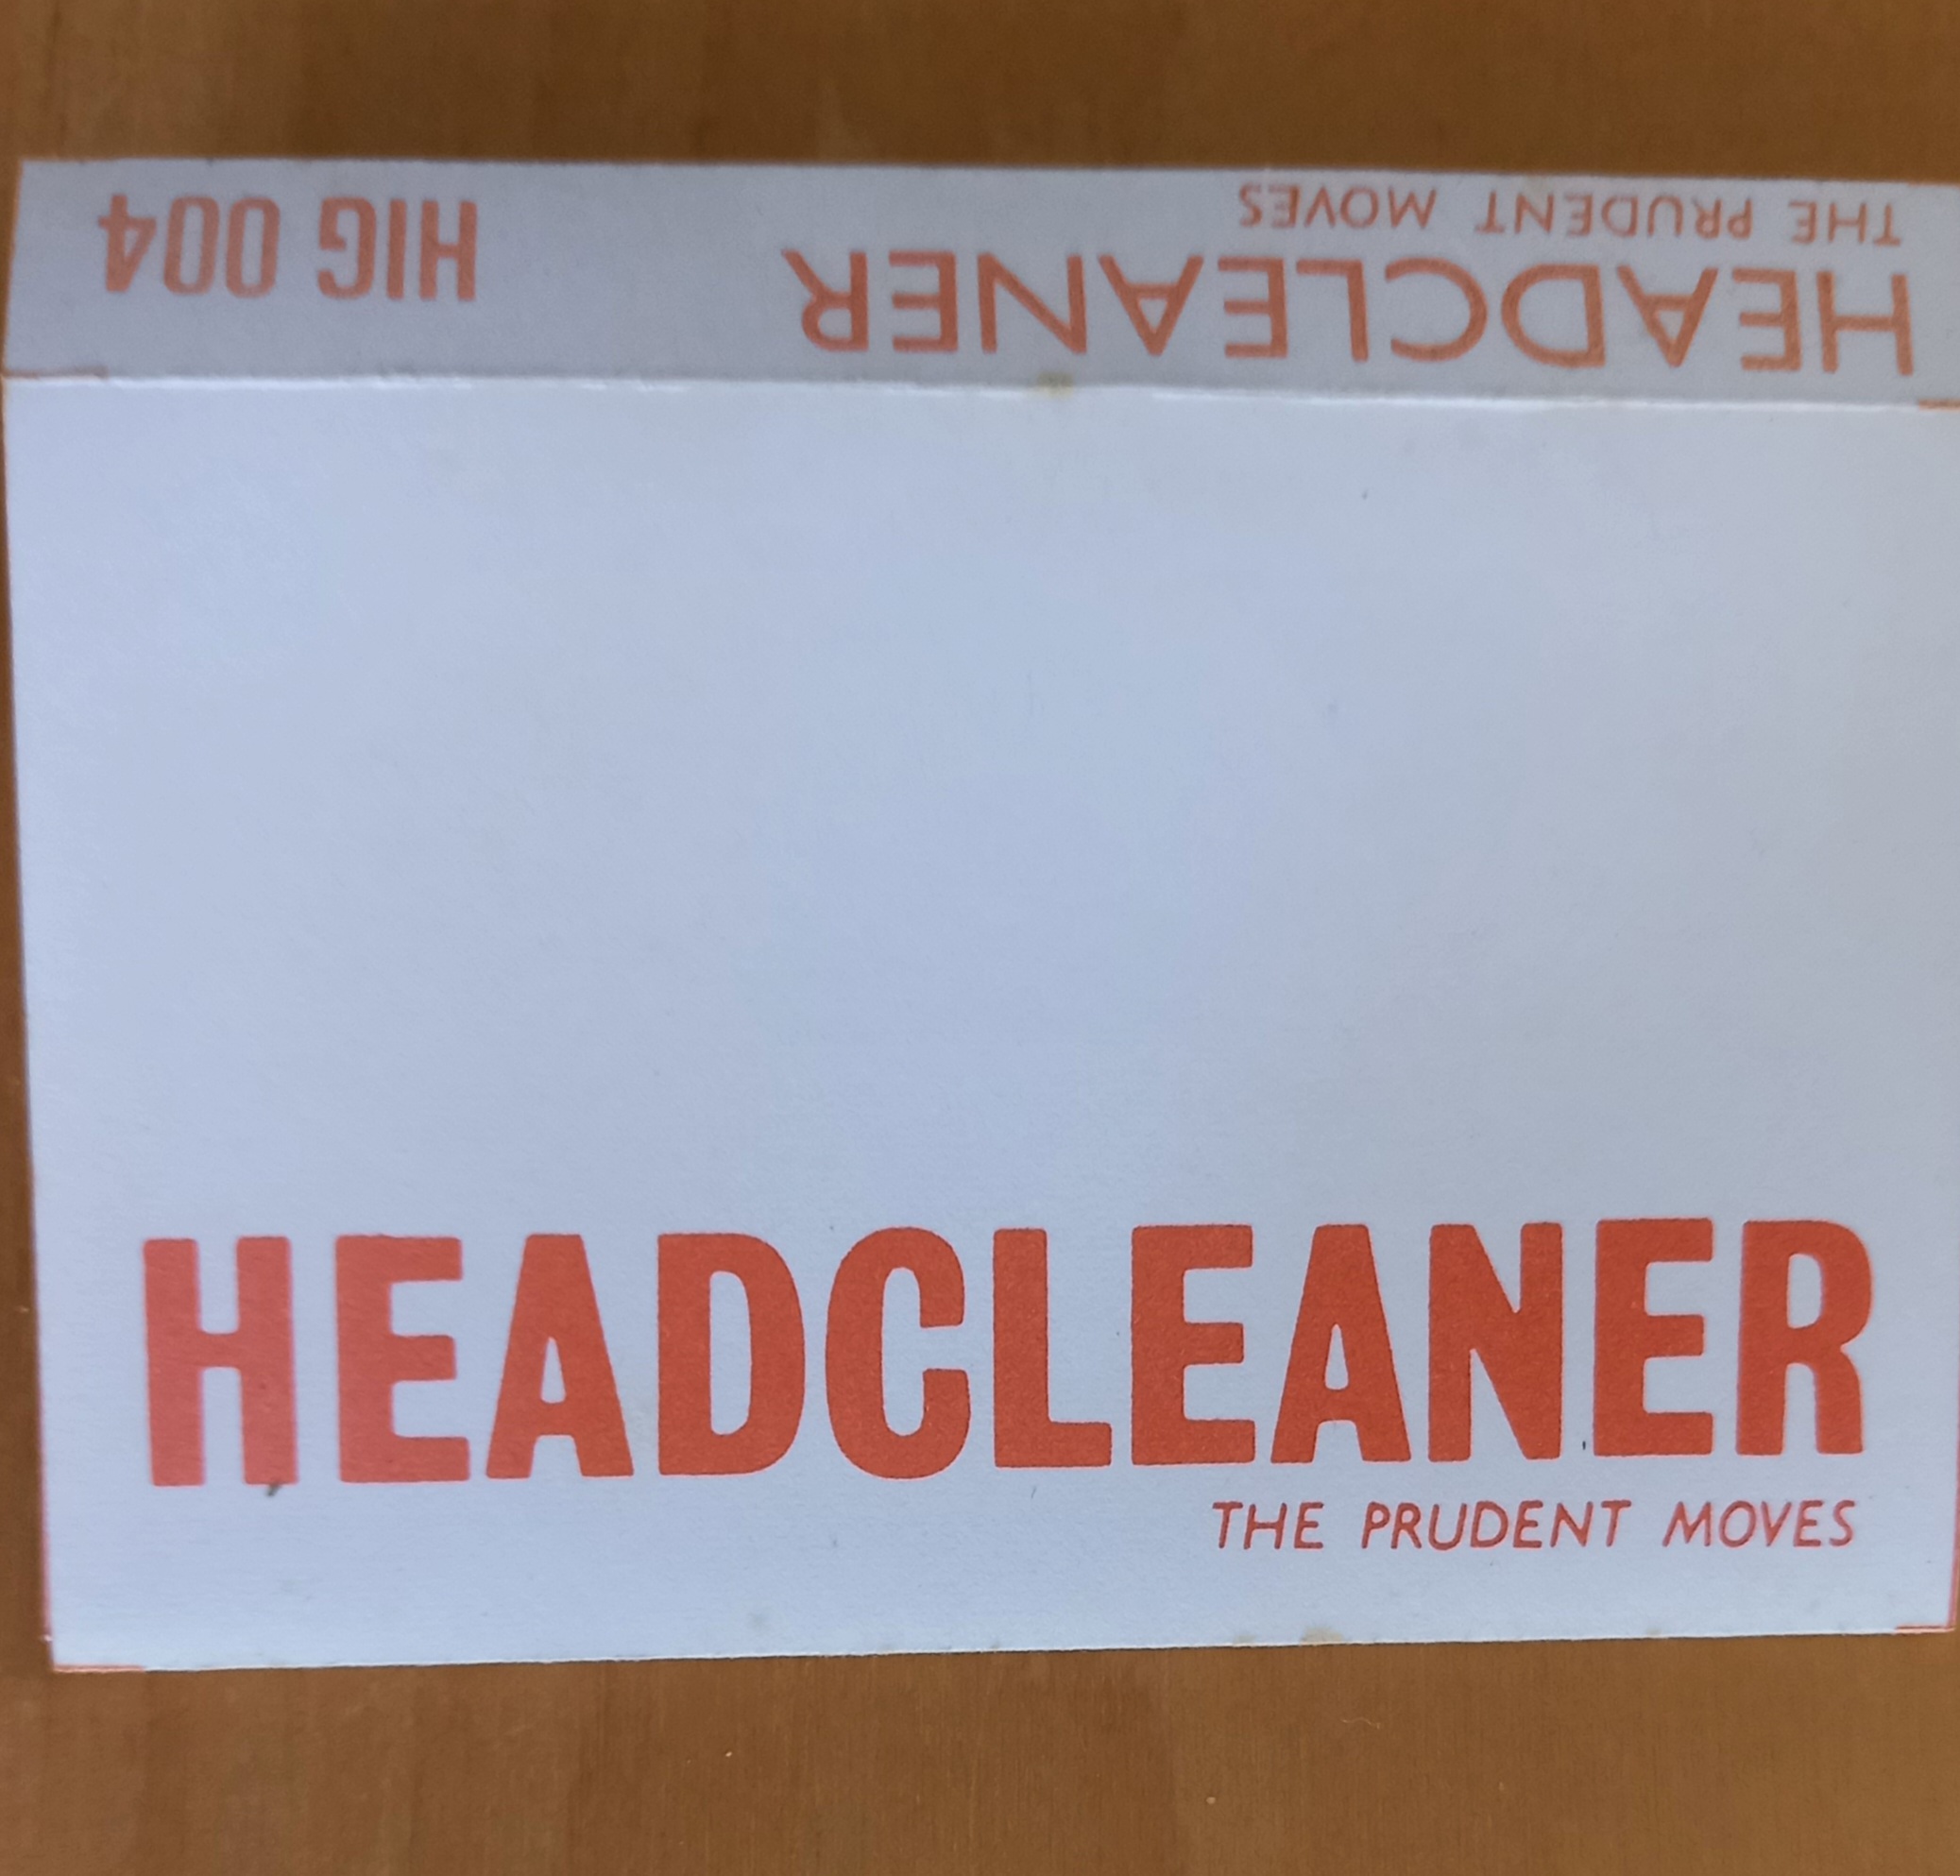 HIG 004
THE PRUDENT MOVES
HEADCLEANER
HEADCLEANER
THE PRUDENT MOVES